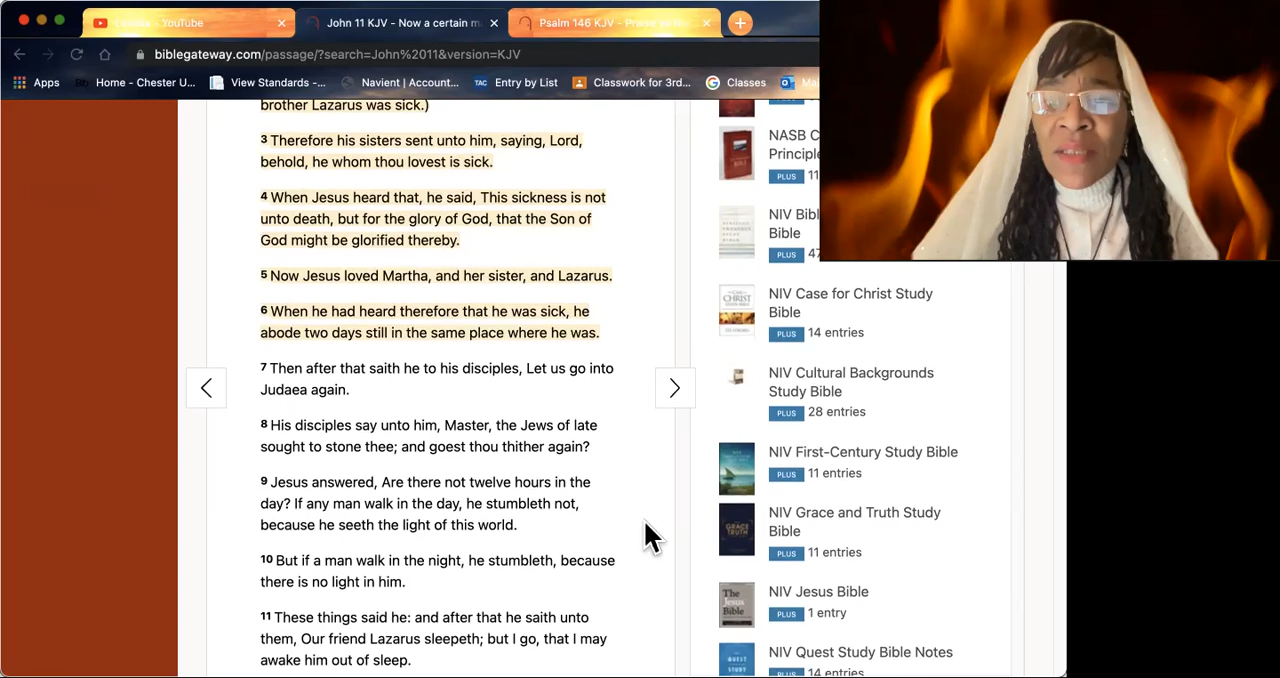 YouTube
John 11 KJV - Now a certain m
Psalm 146 KJV - Praise ye
biblegateway.com/passage/?search=John%2011&version=KJV
Apps
Home - Chester U...
View Standards -...
Navient | Account...
TAC
Entry by List
Classwork for 3rd...
Classes
brother Lazarus was sick.)
3 Therefore his sisters sent unto him, saying, Lord,
behold, he whom thou lovest is sick.
4 When Jesus heard that, he said, This sickness is not
unto death, but for the glory of God, that the Son of
God might be glorified thereby.
5 Now Jesus loved Martha, and her sister, and Lazarus.
6 When he had heard therefore that he was sick, he
abode two days still in the same place where he was.
7 Then after that saith he to his disciples, Let us go into
Judaea again.
8 His disciples say unto him, Master, the Jews of late
sought to stone thee; and goest thou thither again?
9 Jesus answered, Are there not twelve hours in the
day? If any man walk in the day, he stumbleth not,
because he seeth the light of this world.
10 But if a man walk in the night, he stumbleth, because
there is no light in him.
11 These things said he: and after that he saith unto
them, Our friend Lazarus sleepeth; but I go, that I may
awake him out of sleep.
PLUS
NASB C
Principle
PLUS 11
NIV Bibl
Bible
PLUS 47
NIV Case for Christ Study
Bible
PLUS 14 entries
NIV Cultural Backgrounds
Study Bible
PLUS 28 entries
NIV First-Century Study Bible
PLUS 11 entries
NIV Grace and Truth Study
Bible
PLUS 11 entries
NIV Jesus Bible
PLUS 1 entry
NIV Quest Study Bible Notes
PLUS 14 entries